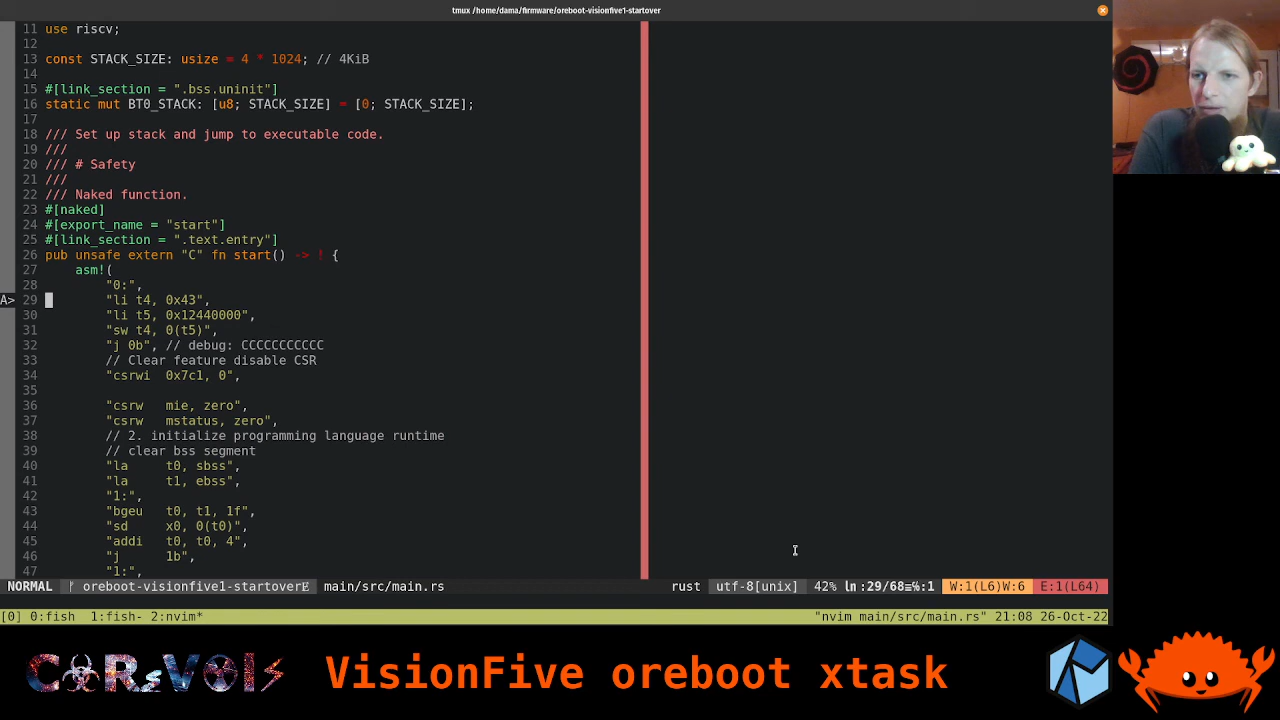 tmux /home/dama/firmware/oreboot-visionfive1-startover
11 use riscv;
12
13 const STACK_SIZE: usize = 4 * 1024; // 4KiB
14
15 #[link_section = ".bss.uninit"]
16 static mut BT0_STACK: [u8; STACK_SIZE] = [0; STACK_SIZE];
17
18 /// Set up stack and jump to executable code.
19 ///
20 /// # Safety
21 ///
22 /// Naked function.
23 #[naked]
24 #[export_name = "start"]
25 #[link_section = ".text.entry"]
26 pub unsafe extern "C" fn start() -> ! {
27     asm!(
28         "0:",
A> 29         "li t4, 0x43",
30         "li t5, 0x12440000",
31         "sw t4, 0(t5)",
32         "j 0b", // debug: CCCCCCCCCCC
33         // Clear feature disable CSR
34         "csrwi  0x7c1, 0",
35
36         "csrw   mie, zero",
37         "csrw   mstatus, zero",
38         // 2. initialize programming language runtime
39         // clear bss segment
40         "la     t0, sbss",
41         "la     t1, ebss",
42         "1:",
43         "bgeu   t0, t1, 1f",
44         "sd     x0, 0(t0)",
45         "addi   t0, t0, 4",
46         "j      1b",
47         "1:",
NORMAL oreboot-visionfive1-startover main/src/main.rs rust utf-8[unix] 42% ln :29/68≡℅:1 W:1(L6)W:6 E:1(L64)
[0] 0:fish  1:fish- 2:nvim* "nvim main/src/main.rs" 21:08 26-Oct-22
VisionFive oreboot xtask